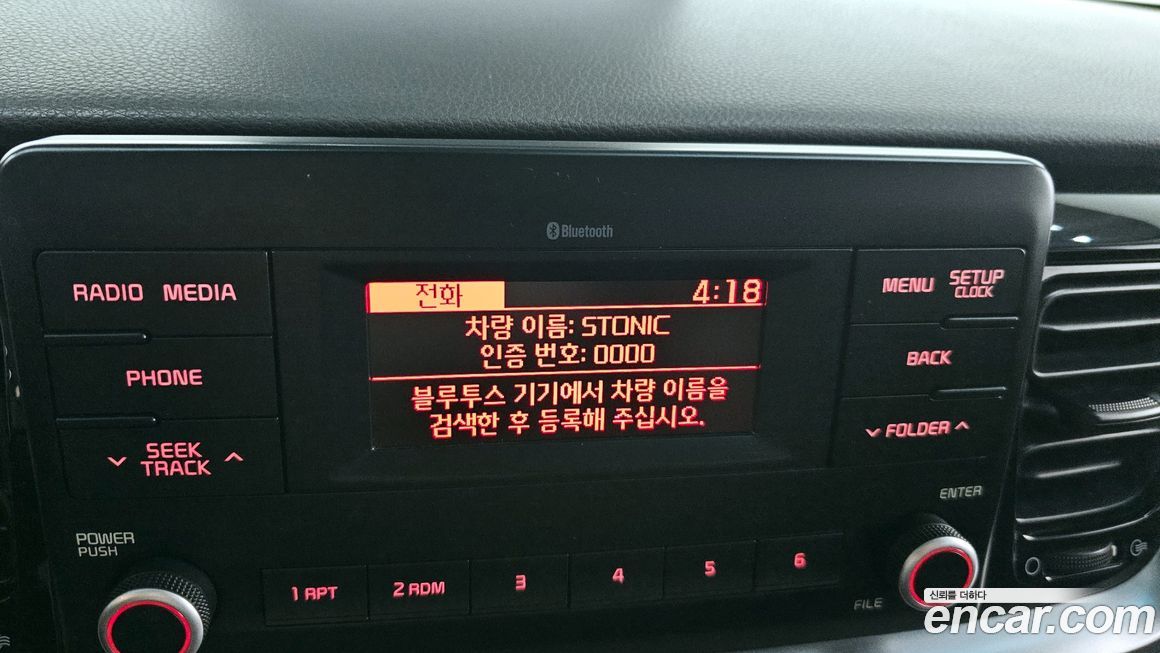 Bluetooth
RADIO MEDIA
전화 4:18
MENU SETUP
CLOCK
차량 이름: STONIC
인증 번호: 0000
PHONE
BACK
블루투스 기기에서 차량 이름을
검색한 후 등록해 주십시오.
SEEK
TRACK
FOLDER
POWER
PUSH
ENTER
1 RPT 2 RDM 3 4 5 6
FILE
신뢰를 더하다
encar.com